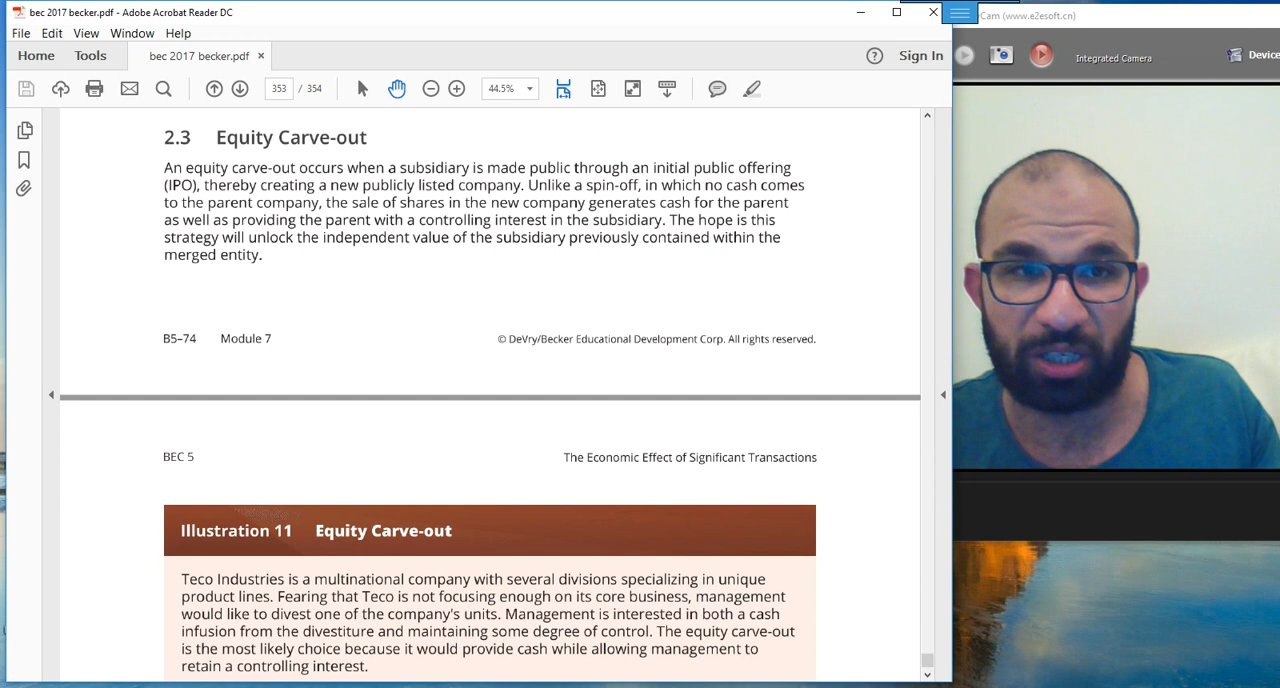 bec 2017 becker.pdf - Adobe Acrobat Reader DC
Cam (www.e2esoft.cn)
File Edit View Window Help
Home Tools bec 2017 becker.pdf × Sign In
353 / 354 44.5%
Integrated Camera
Device
2.3 Equity Carve-out
An equity carve-out occurs when a subsidiary is made public through an initial public offering
(IPO), thereby creating a new publicly listed company. Unlike a spin-off, in which no cash comes
to the parent company, the sale of shares in the new company generates cash for the parent
as well as providing the parent with a controlling interest in the subsidiary. The hope is this
strategy will unlock the independent value of the subsidiary previously contained within the
merged entity.
B5–74 Module 7 © DeVry/Becker Educational Development Corp. All rights reserved.
BEC 5 The Economic Effect of Significant Transactions
Illustration 11 Equity Carve-out
Teco Industries is a multinational company with several divisions specializing in unique
product lines. Fearing that Teco is not focusing enough on its core business, management
would like to divest one of the company's units. Management is interested in both a cash
infusion from the divestiture and maintaining some degree of control. The equity carve-out
is the most likely choice because it would provide cash while allowing management to
retain a controlling interest.